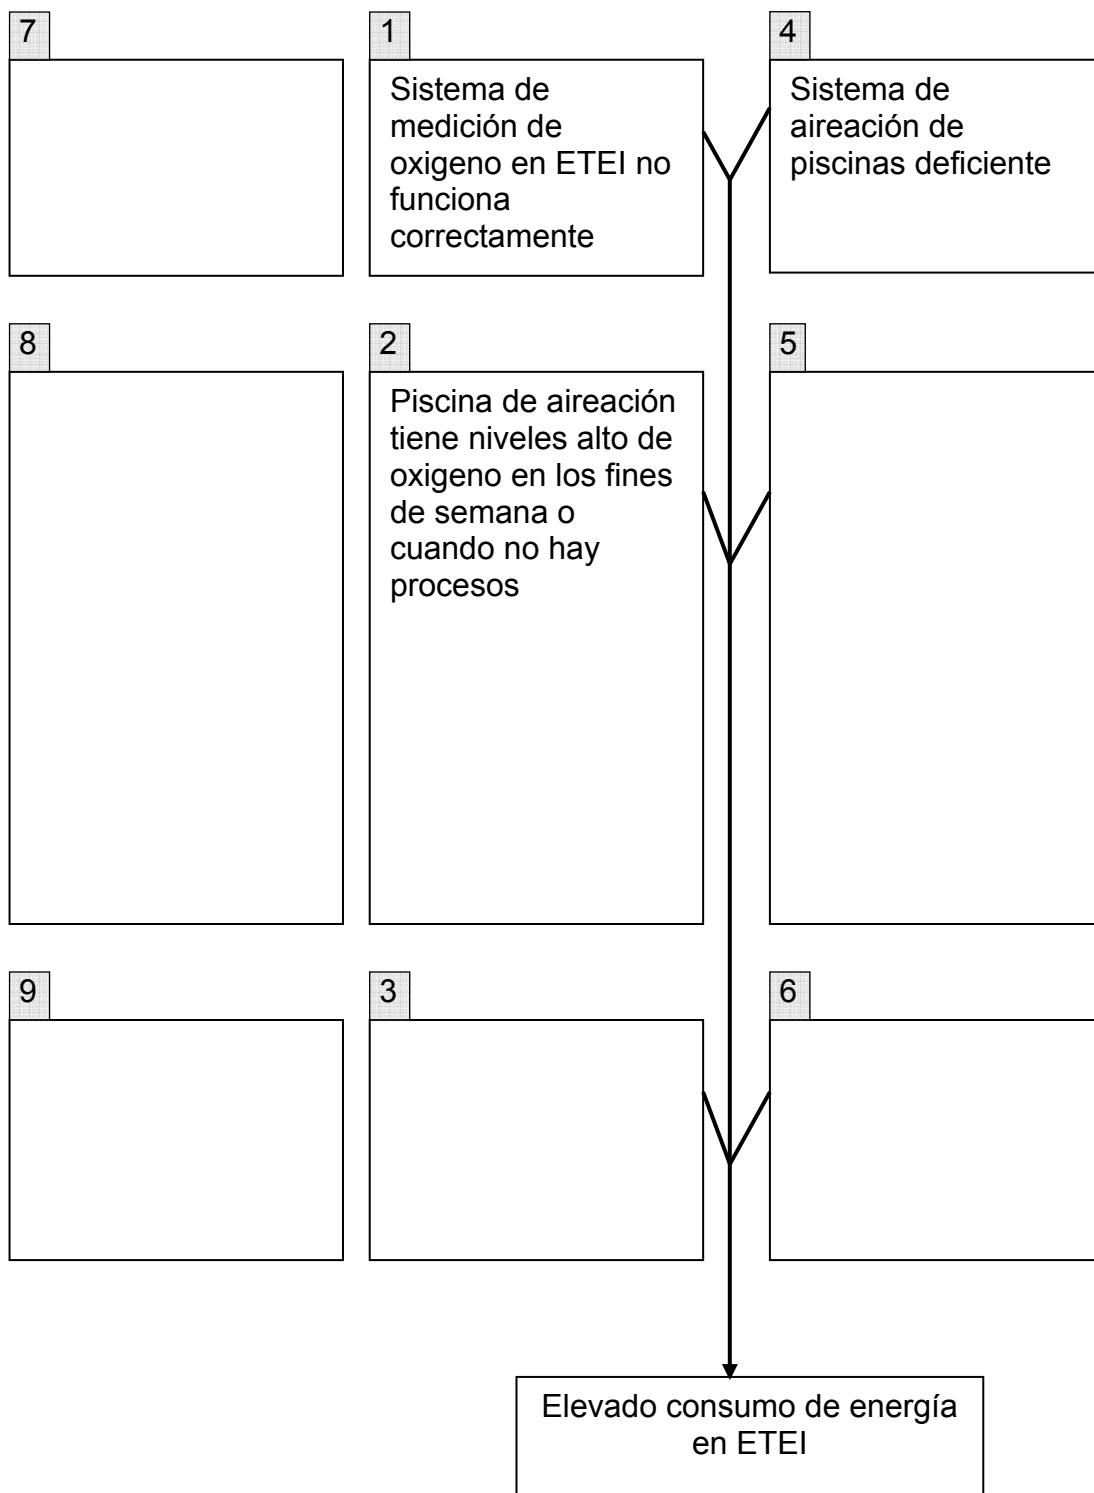 7
1
4
Sistema de
medición de
oxigeno en ETEI no
funciona
correctamente
Sistema de
aireación de
piscinas deficiente
8
2
5
Piscina de aireación
tiene niveles alto de
oxigeno en los fines
de semana o
cuando no hay
procesos
9
3
6
Elevado consumo de energía
en ETEI